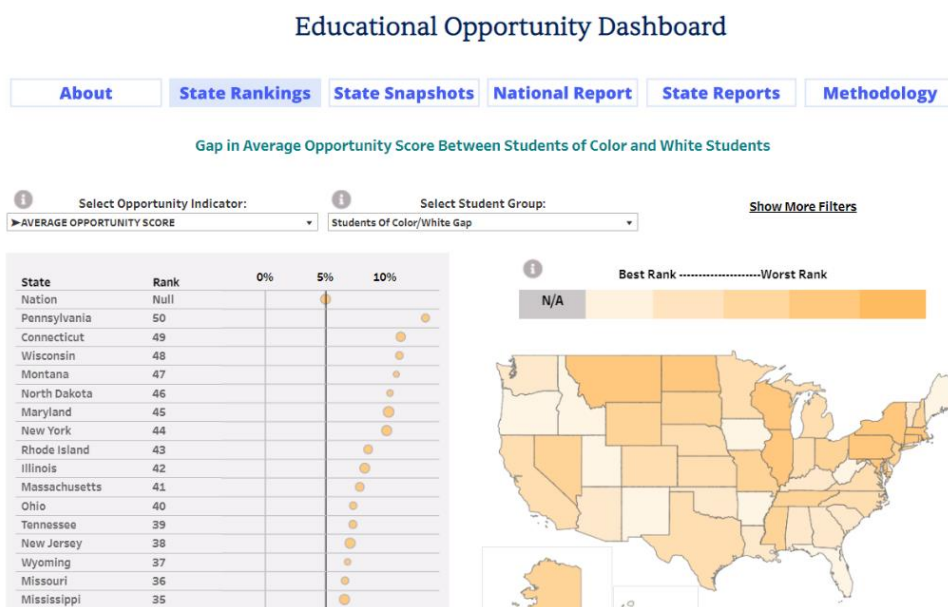 Educational Opportunity Dashboard
About State Rankings State Snapshots National Report State Reports Methodology
Gap in Average Opportunity Score Between Students of Color and White Students
Select Opportunity Indicator: Select Student Group:
➤AVERAGE OPPORTUNITY SCORE Students Of Color/White Gap Show More Filters
Best Rank ----------------------Worst Rank
N/A
State Rank 0% 5% 10%
Nation Null
Pennsylvania 50
Connecticut 49
Wisconsin 48
Montana 47
North Dakota 46
Maryland 45
New York 44
Rhode Island 43
Illinois 42
Massachusetts 41
Ohio 40
Tennessee 39
New Jersey 38
Wyoming 37
Missouri 36
Mississippi 35